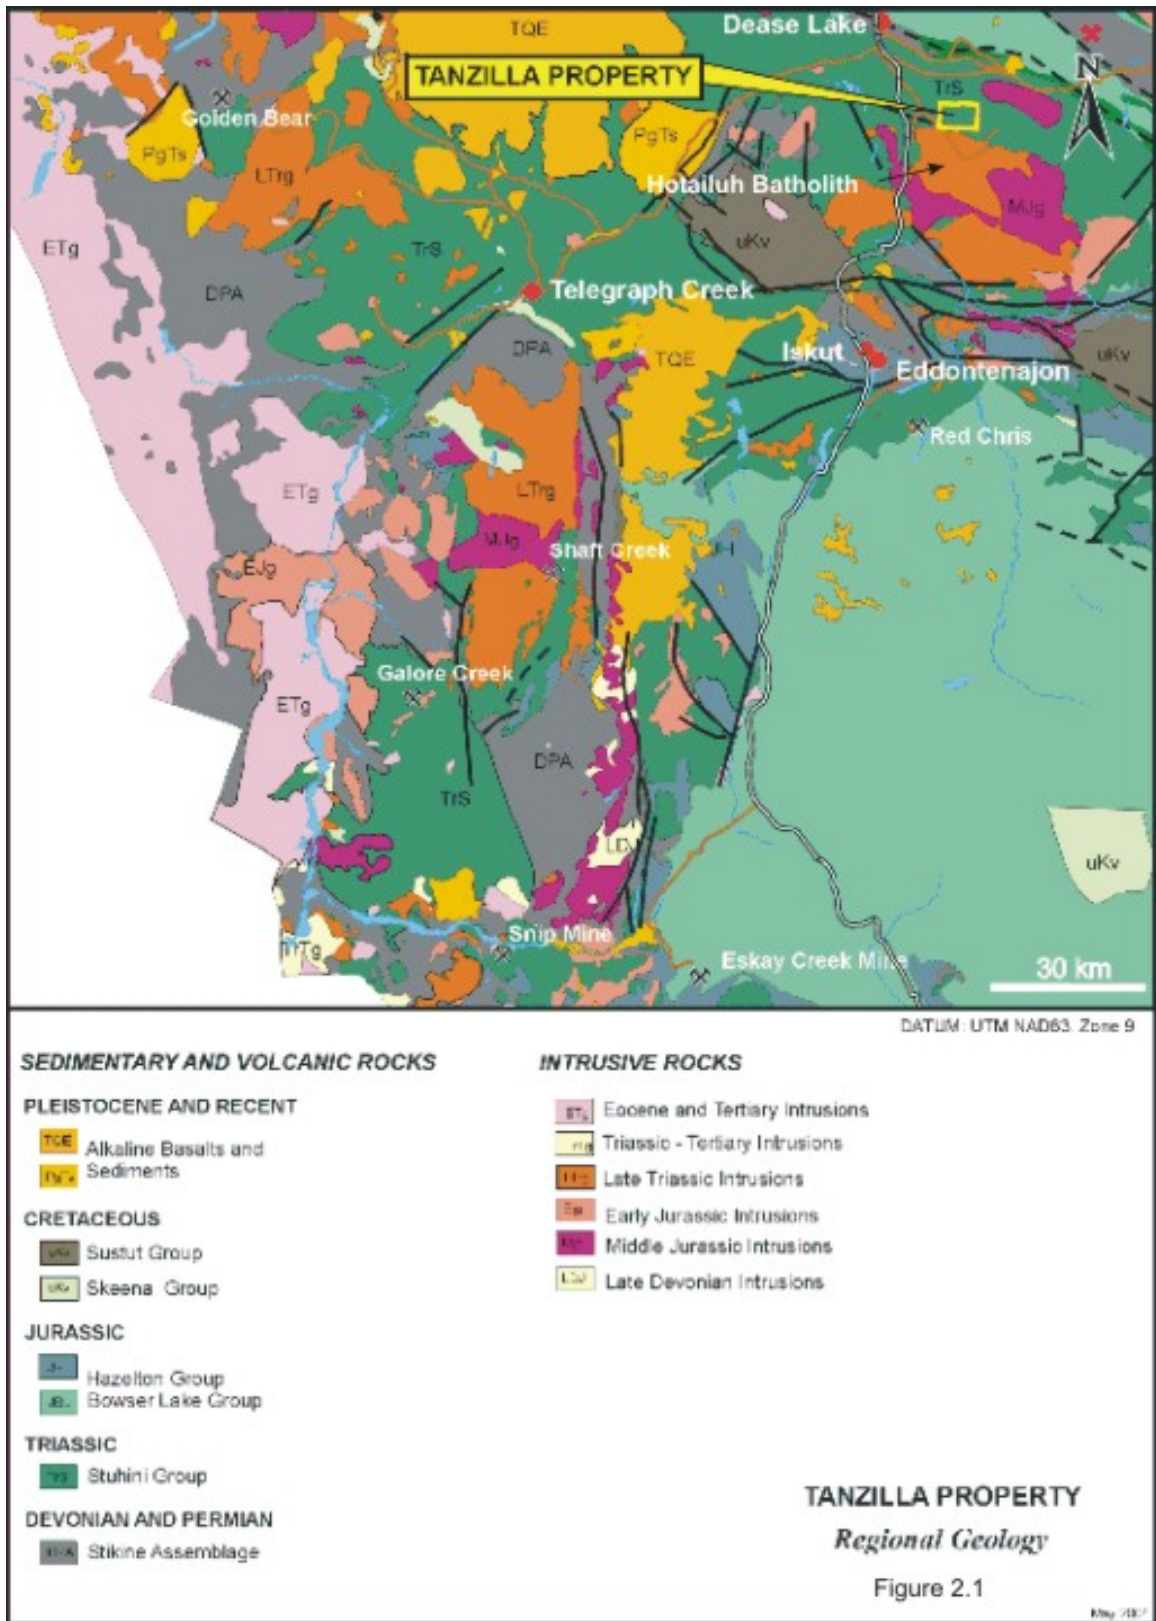 TQE
Dease Lake
TANZILLA PROPERTY
N
TrS
Golden Bear
PgTs
PgTs
LTrg
Hotailuh Batholith
MJg
ETg
TrS
uKv
DPA
Telegraph Creek
DPA
TQE
Iskut
uKv
Eddontenajon
Red Chris
ETg
LTrg
MJg
Shaft Creek
EJg
Galore Creek
ETg
DPA
TrS
uKv
Snip Mine
Eskay Creek Mine
30 km
DATUM: UTM NAD83, Zone 9
SEDIMENTARY AND VOLCANIC ROCKS
PLEISTOCENE AND RECENT
TQE
Alkaline Basalts and
Sediments
CRETACEOUS
Sustut Group
uKv
Skeena Group
JURASSIC
Hazelton Group
Bowser Lake Group
TRIASSIC
Stuhini Group
DEVONIAN AND PERMIAN
Stikine Assemblage
INTRUSIVE ROCKS
Eocene and Tertiary Intrusions
Triassic - Tertiary Intrusions
Late Triassic Intrusions
Early Jurassic Intrusions
Middle Jurassic Intrusions
Late Devonian Intrusions
TANZILLA PROPERTY
Regional Geology
Figure 2.1